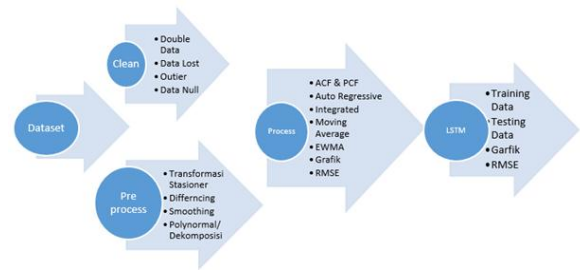 Dataset
Clean
• Double
Data
• Data Lost
• Outier
• Data Null
Pre
process
• Transformasi
Stasioner
• Differncing
• Smoothing
• Polynormal/
Dekomposisi
Process
• ACF & PCF
• Auto Regressive
• Integrated
• Moving
Average
• EWMA
• Grafik
• RMSE
LSTM
• Training
Data
• Testing
Data
• Garfik
• RMSE